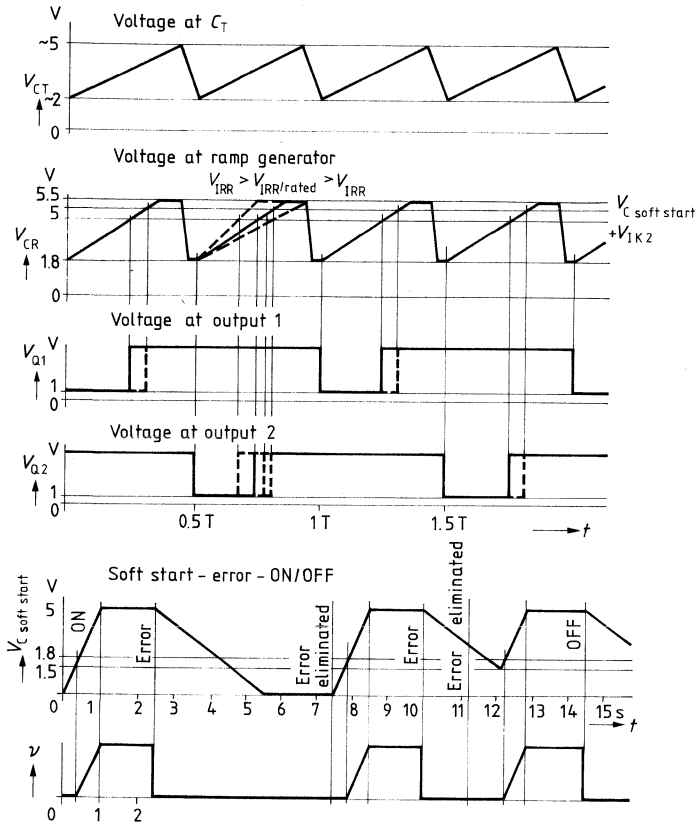 V
Voltage at C_T
~5
V_CT
~2
0
Voltage at ramp generator
V
V_IRR > V_IRR/rated > V_IRR
5.5
5
V_C soft start
+V_IK2
V_CR
1.8
0
Voltage at output 1
V
V_Q1
1
0
Voltage at output 2
V
V_Q2
1
0
0.5T
1T
1.5T
t
Soft start – error – ON/OFF
V
5
V_C soft start
1.8
1.5
ON
Error
Error eliminated
Error
Error eliminated
OFF
0 1 2 3 4 5 6 7 8 9 10 11 12 13 14 15 s
t
ν
0 1 2